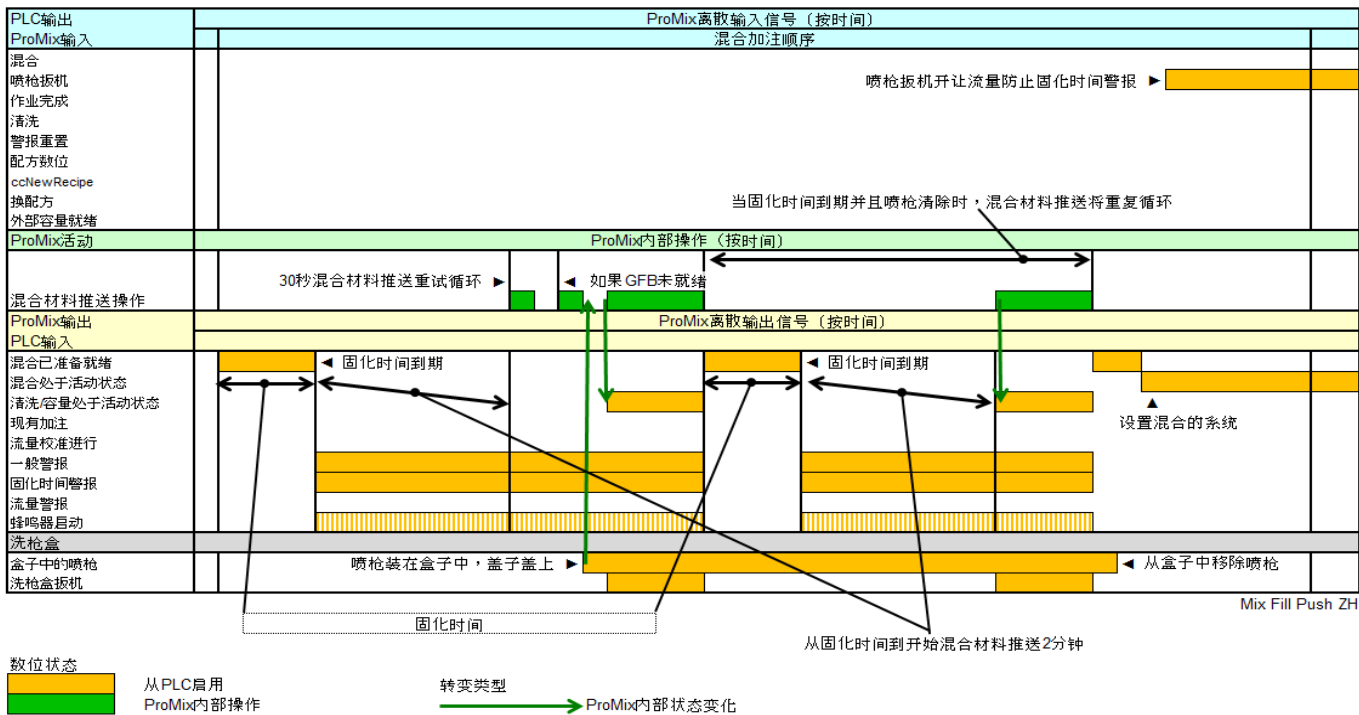 PLC输出
ProMix离散输入信号（按时间）
ProMix输入
混合加注顺序
混合
喷枪扳机
喷枪扳机开让流量防止固化时间警报
作业完成
清洗
警报重置
配方数位
ccNewRecipe
换配方
当固化时间到期并且喷枪清除时，混合材料推送将重复循环
外部容量就绪
ProMix活动
ProMix内部操作（按时间）
30秒混合材料推送重试循环
如果GFB未就绪
混合材料推送操作
ProMix输出
ProMix离散输出信号（按时间）
PLC输入
混合已准备就绪
固化时间到期
固化时间到期
混合处于活动状态
清洗/容量处于活动状态
现有加注
设置混合的系统
流量校准进行
一般警报
固化时间警报
流量警报
蜂鸣器启动
洗枪盒
盒子中的喷枪
喷枪装在盒子中，盖子盖上
从盒子中移除喷枪
洗枪盒扳机
Mix Fill Push ZH
固化时间
从固化时间到开始混合材料推送2分钟
数位状态
从PLC启用
转变类型
ProMix内部操作
ProMix内部状态变化